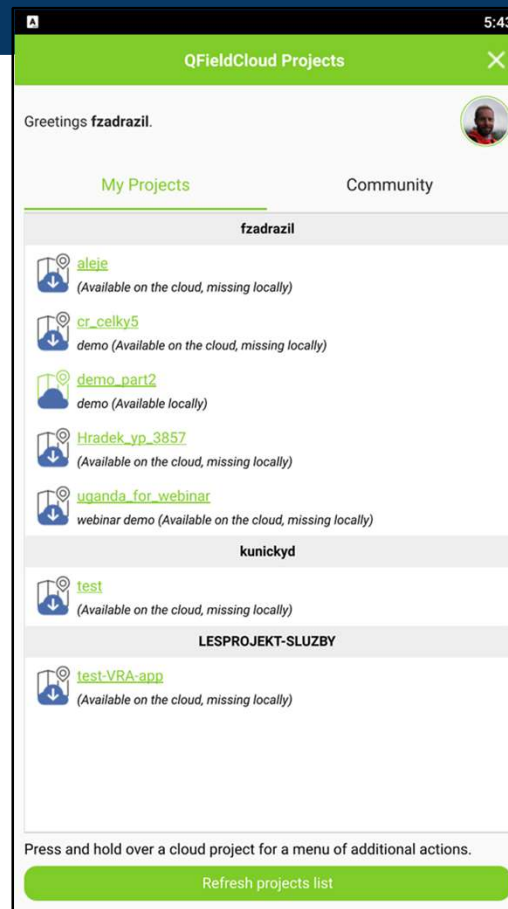 A
5:43
QFieldCloud Projects
Greetings fzadrazil.
My Projects
Community
fzadrazil
aleje
(Available on the cloud, missing locally)
cr_celky5
demo (Available on the cloud, missing locally)
demo_part2
demo (Available locally)
Hradek_yp_3857
(Available on the cloud, missing locally)
uganda_for_webinar
webinar demo (Available on the cloud, missing locally)
kunickyd
test
(Available on the cloud, missing locally)
LESPROJEKT-SLUZBY
test-VRA-app
(Available on the cloud, missing locally)
Press and hold over a cloud project for a menu of additional actions.
Refresh projects list